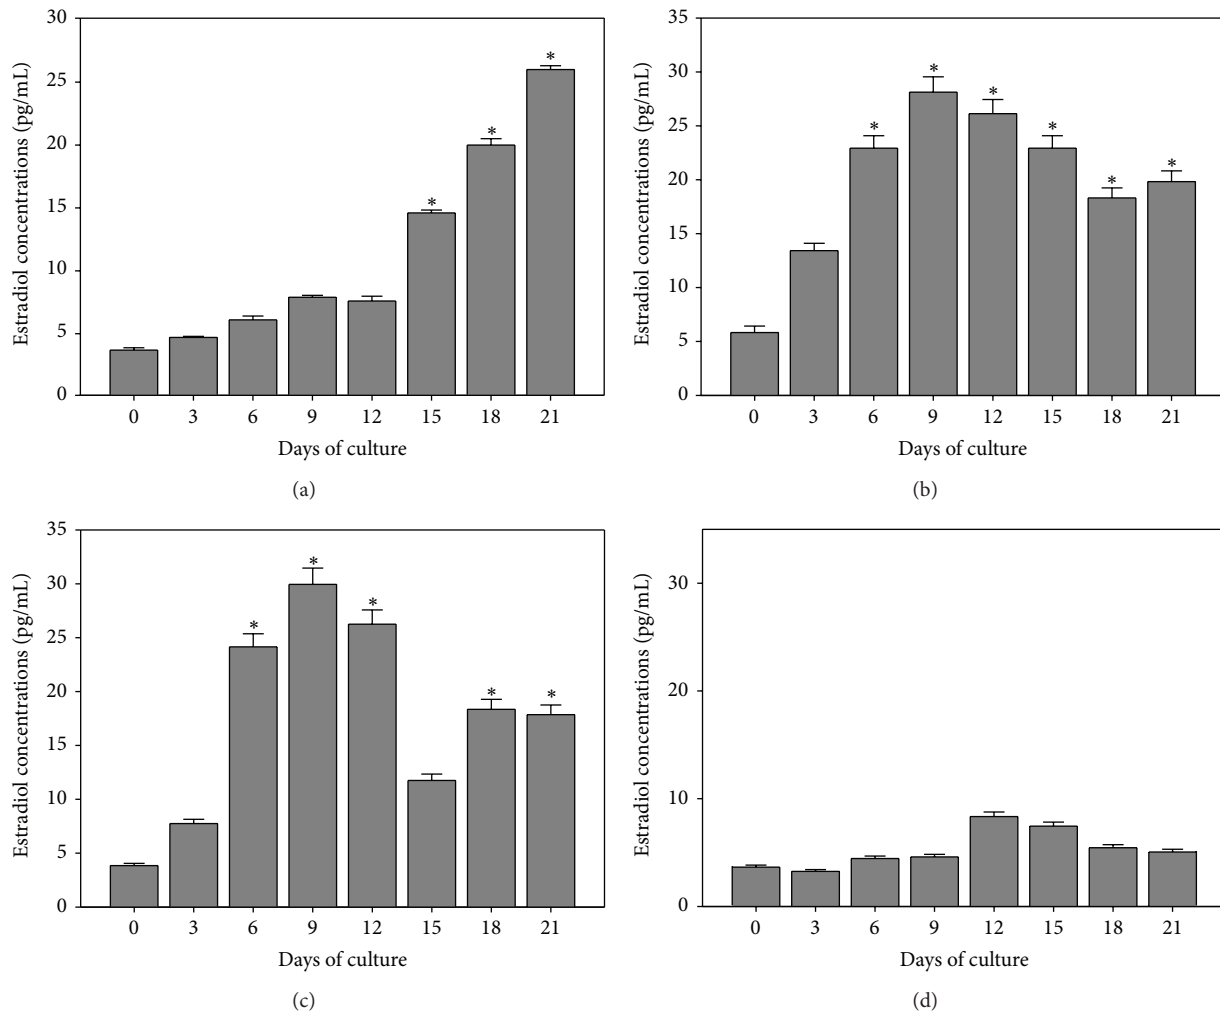 30
25
20
15
10
5
0
Estradiol concentrations (pg/mL)
* * *
0 3 6 9 12 15 18 21
Days of culture
(a)
35
30
25
20
15
10
5
0
Estradiol concentrations (pg/mL)
* * * * * *
0 3 6 9 12 15 18 21
Days of culture
(b)
35
30
25
20
15
10
5
0
Estradiol concentrations (pg/mL)
* * * * *
0 3 6 9 12 15 18 21
Days of culture
(c)
30
20
10
0
Estradiol concentrations (pg/mL)
0 3 6 9 12 15 18 21
Days of culture
(d)